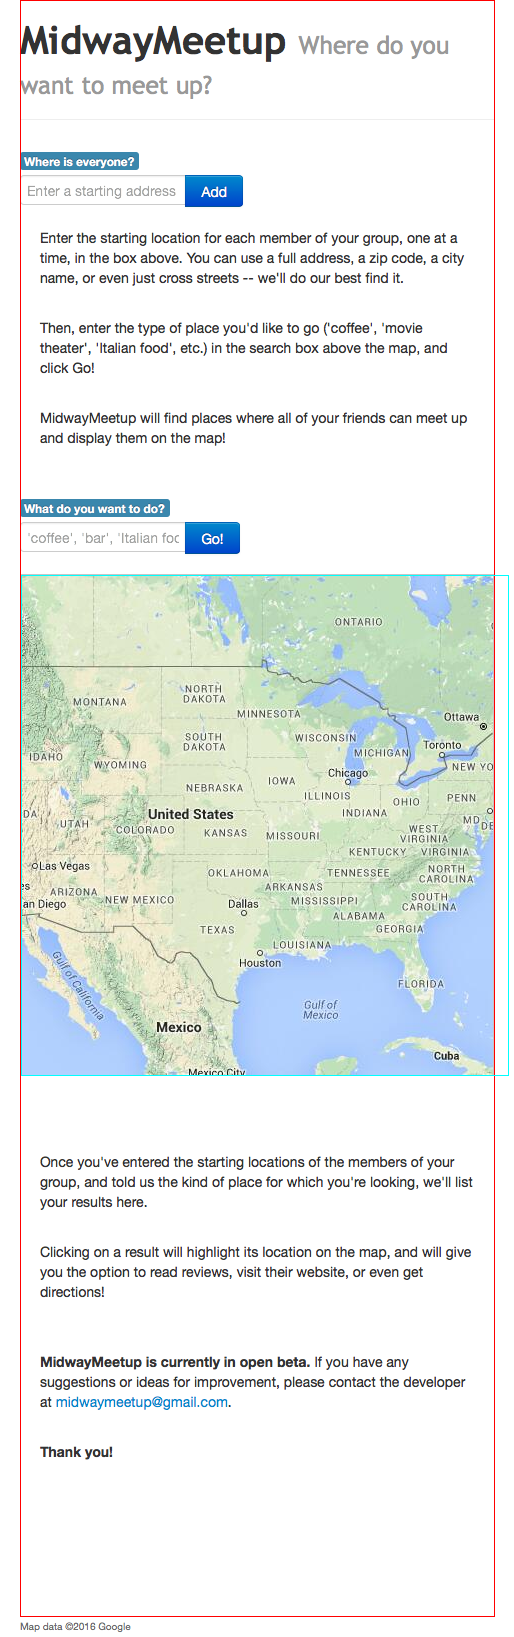 MidwayMeetup Where do you
want to meet up?
Where is everyone?
Enter a starting address
Add
Enter the starting location for each member of your group, one at a
time, in the box above. You can use a full address, a zip code, a city
name, or even just cross streets -- we'll do our best find it.
Then, enter the type of place you'd like to go ('coffee', 'movie
theater', 'Italian food', etc.) in the search box above the map, and
click Go!
MidwayMeetup will find places where all of your friends can meet up
and display them on the map!
What do you want to do?
'coffee', 'bar', 'Italian foo
Go!
ONTARIO
MONTANA
NORTH
DAKOTA
MINNESOTA
Ottawa
SOUTH
DAKOTA
WISCONSIN
MICHIGAN
Toronto
IDAHO
WYOMING
Chicago
NEW YO
NEBRASKA
IOWA
ILLINOIS
OHIO
PENN
United States
INDIANA
MD
DE
DA
UTAH
COLORADO
KANSAS
MISSOURI
WEST
VIRGINIA
KENTUCKY
VIRGINIA
Las Vegas
OKLAHOMA
TENNESSEE
NORTH
CAROLINA
es
ARIZONA
NEW MEXICO
ARKANSAS
MISSISSIPPI
SOUTH
CAROLINA
an Diego
Dallas
ALABAMA
TEXAS
GEORGIA
LOUISIANA
Houston
Gulf of California
FLORIDA
Gulf of
Mexico
Mexico
Cuba
Mexico City
Once you've entered the starting locations of the members of your
group, and told us the kind of place for which you're looking, we'll list
your results here.
Clicking on a result will highlight its location on the map, and will give
you the option to read reviews, visit their website, or even get
directions!
MidwayMeetup is currently in open beta. If you have any
suggestions or ideas for improvement, please contact the developer
at midwaymeetup@gmail.com.
Thank you!
Map data ©2016 Google